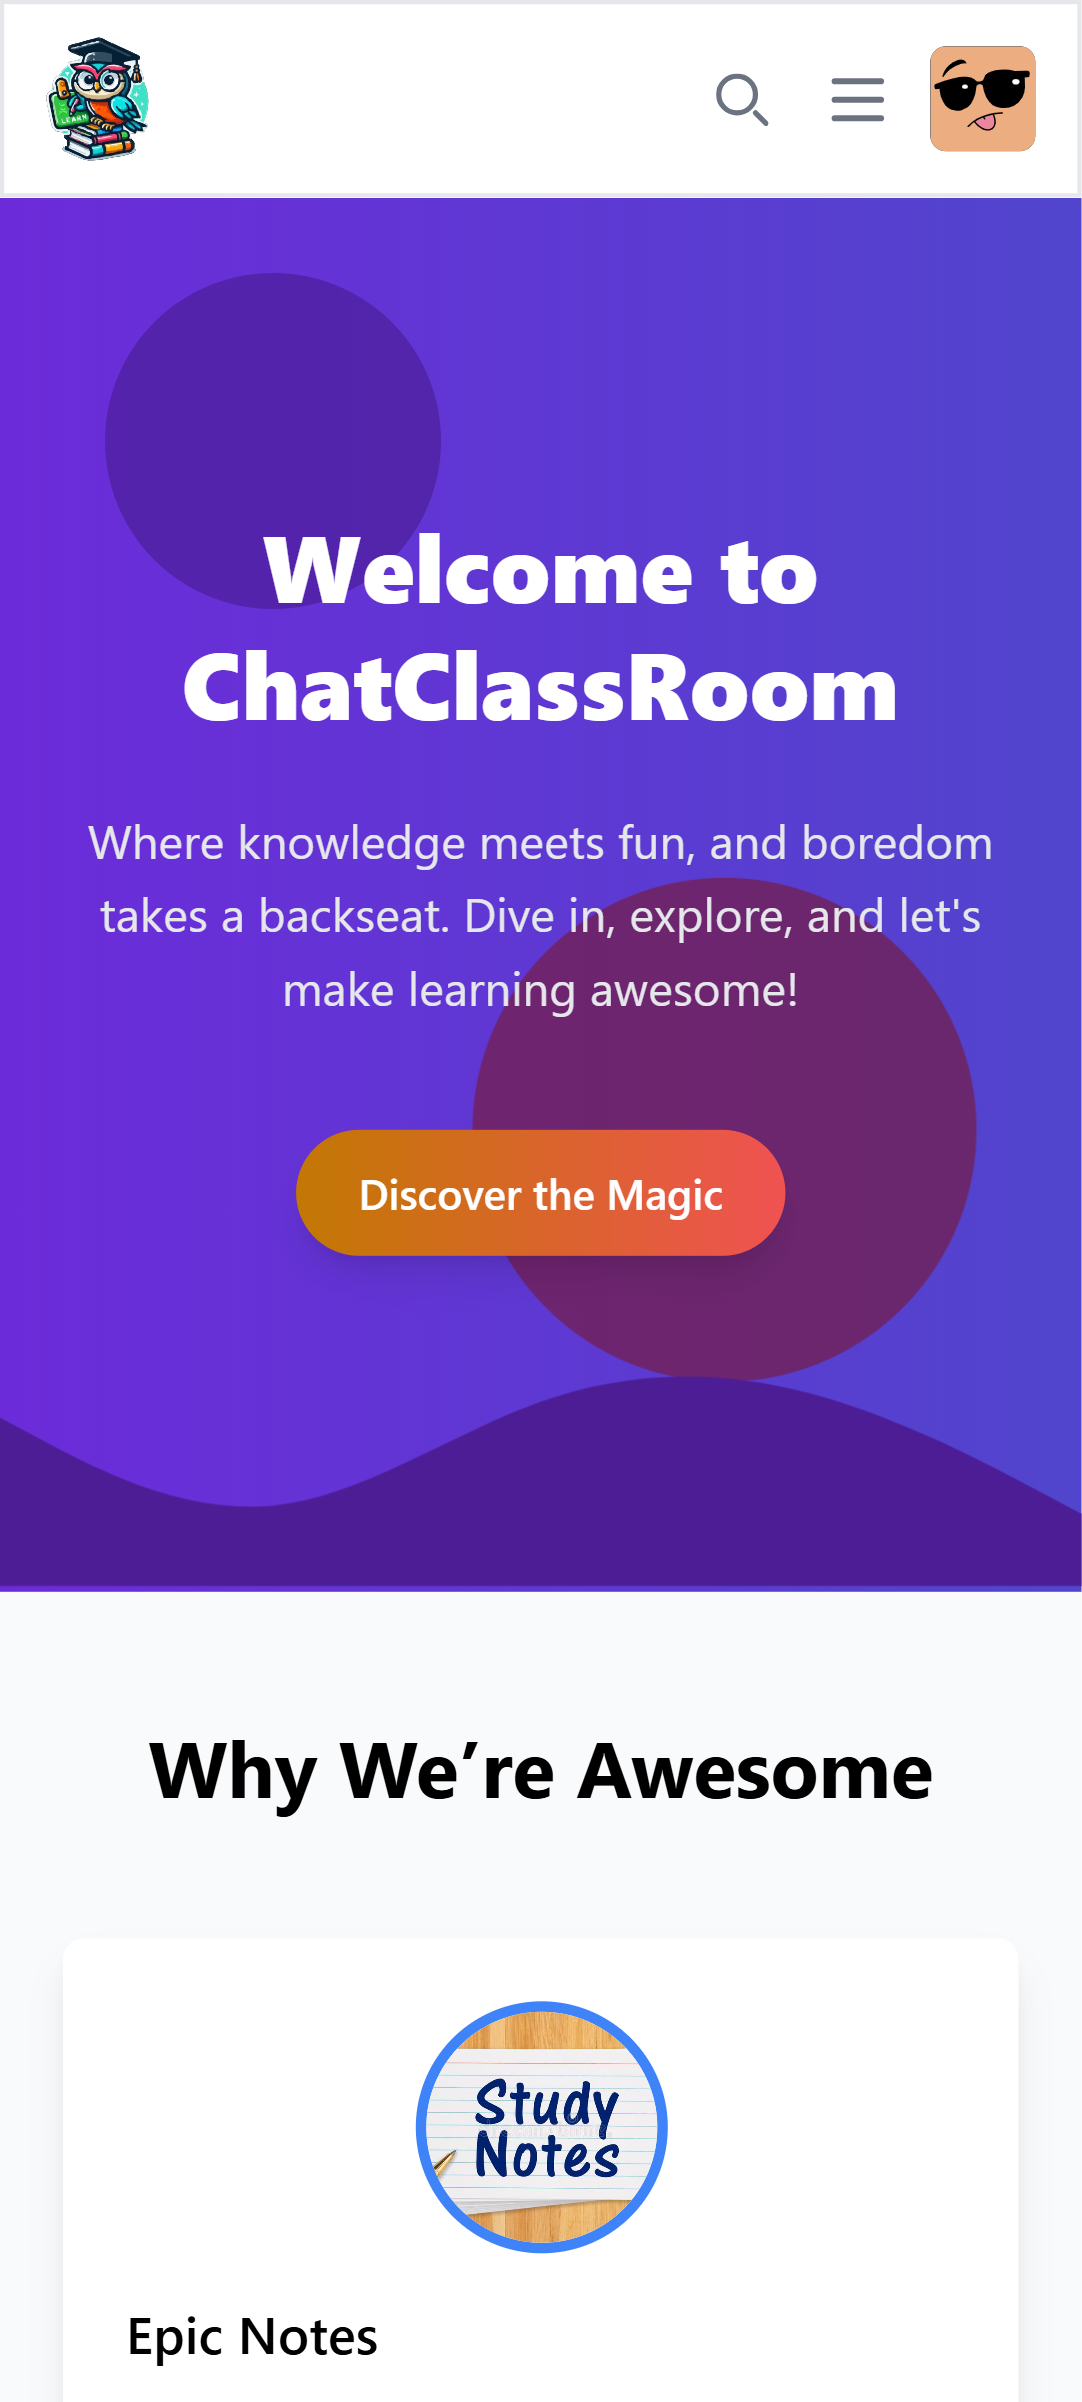 LEARN
Welcome to
ChatClassRoom
Where knowledge meets fun, and boredom
takes a backseat. Dive in, explore, and let's
make learning awesome!
Discover the Magic
Why We’re Awesome
Study
Notes
Epic Notes